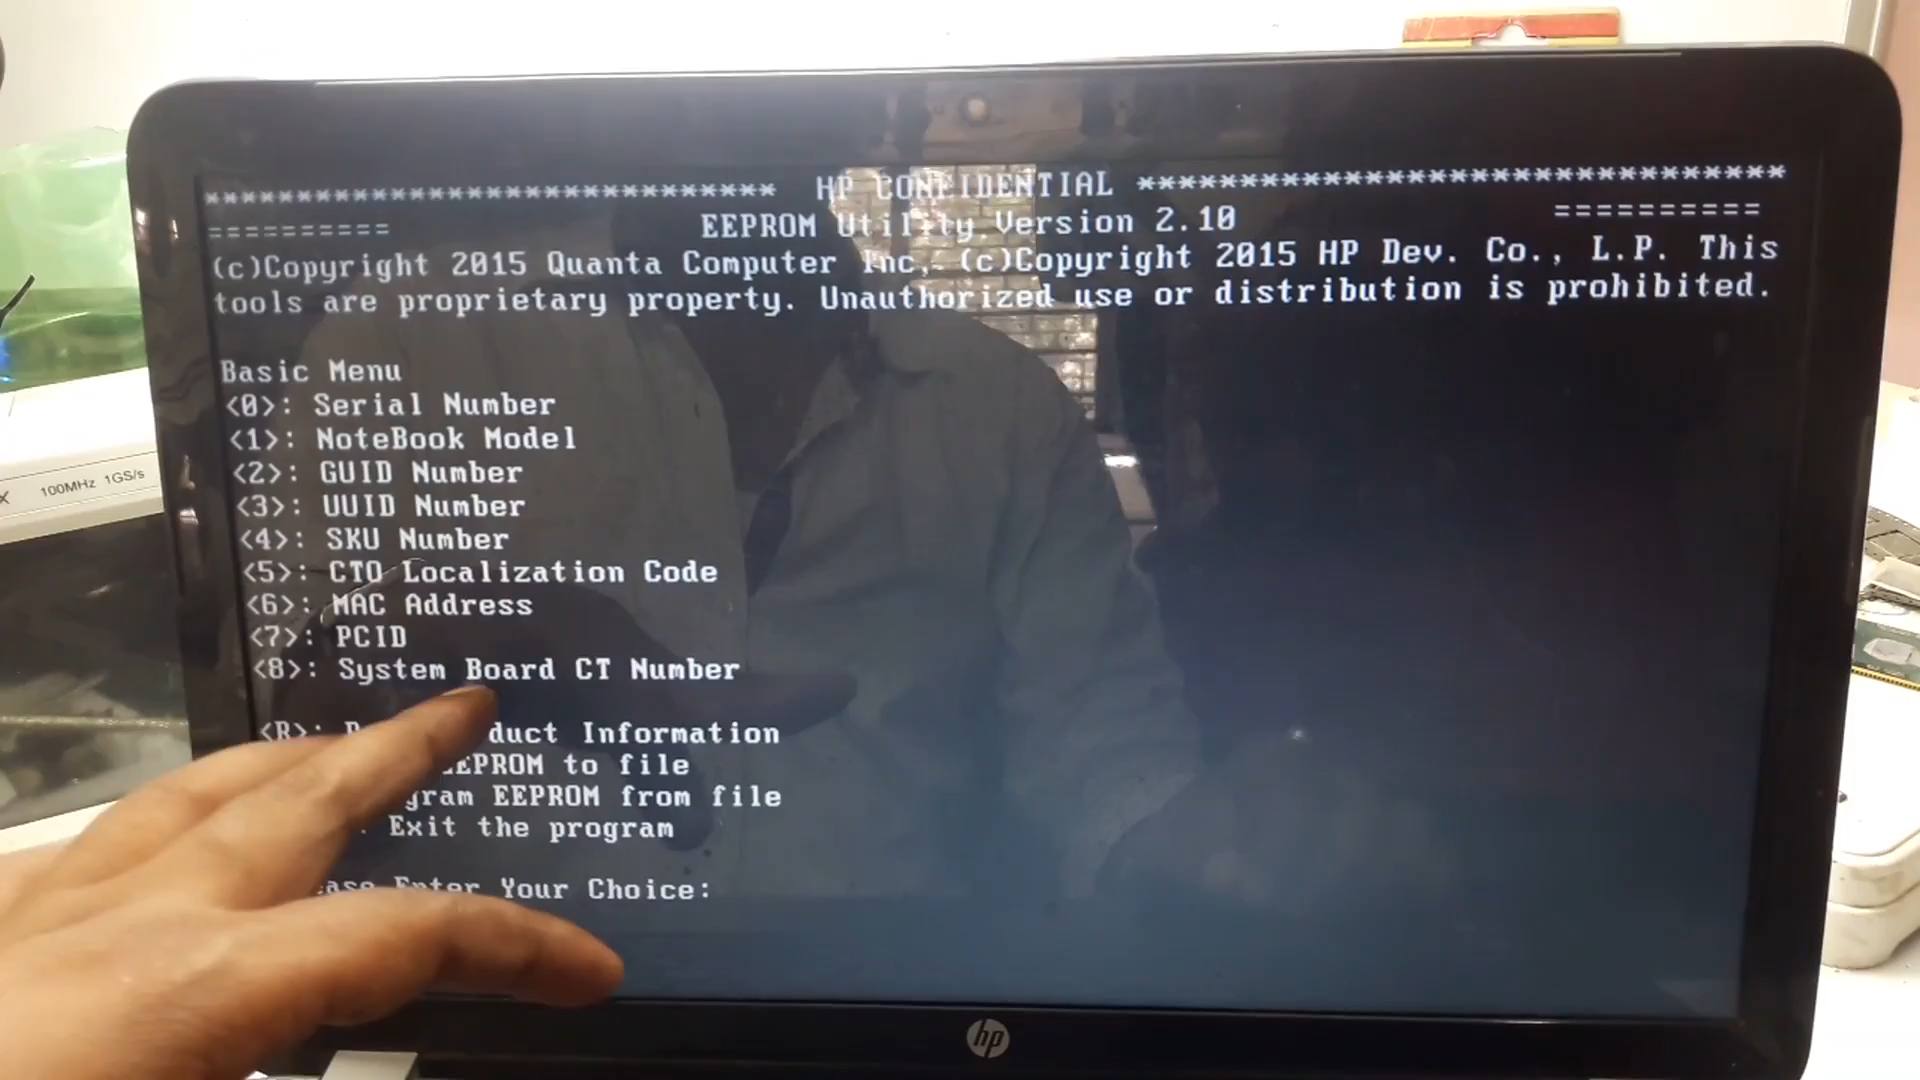 X 100MHz 1GS/s
***************************** HP CONFIDENTIAL ************************************
========== EEPROM Utility Version 2.10 ==========
(c)Copyright 2015 Quanta Computer Inc, (c)Copyright 2015 HP Dev. Co., L.P. This
tools are proprietary property. Unauthorized use or distribution is prohibited.
Basic Menu
<0>: Serial Number
<1>: NoteBook Model
<2>: GUID Number
<3>: UUID Number
<4>: SKU Number
<5>: CTO Localization Code
<6>: MAC Address
<7>: PCID
<8>: System Board CT Number
<R>: duct Information
EEPROM to file
gram EEPROM from file
Exit the program
ase Enter Your Choice:
hp